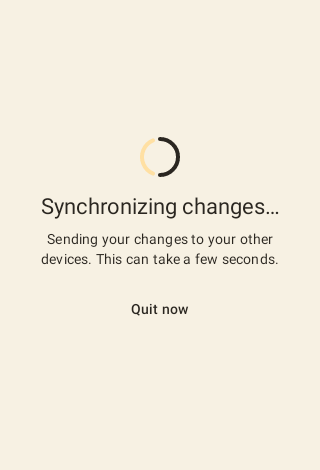 Synchronizing changes…
Sending your changes to your other
devices. This can take a few seconds.
Quit now